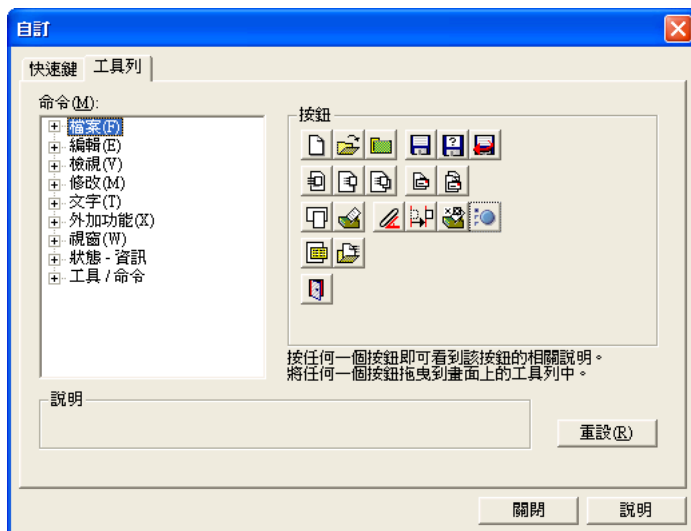 自訂
快速鍵 工具列
命令(M):
檔案(F)
編輯(E)
檢視(V)
修改(M)
文字(T)
外加功能(X)
視窗(W)
狀態 - 資訊
工具 / 命令
按鈕
按任何一個按鈕即可看到該按鈕的相關說明。
將任何一個按鈕拖曳到畫面上的工具列中。
說明
重設(R)
關閉 說明